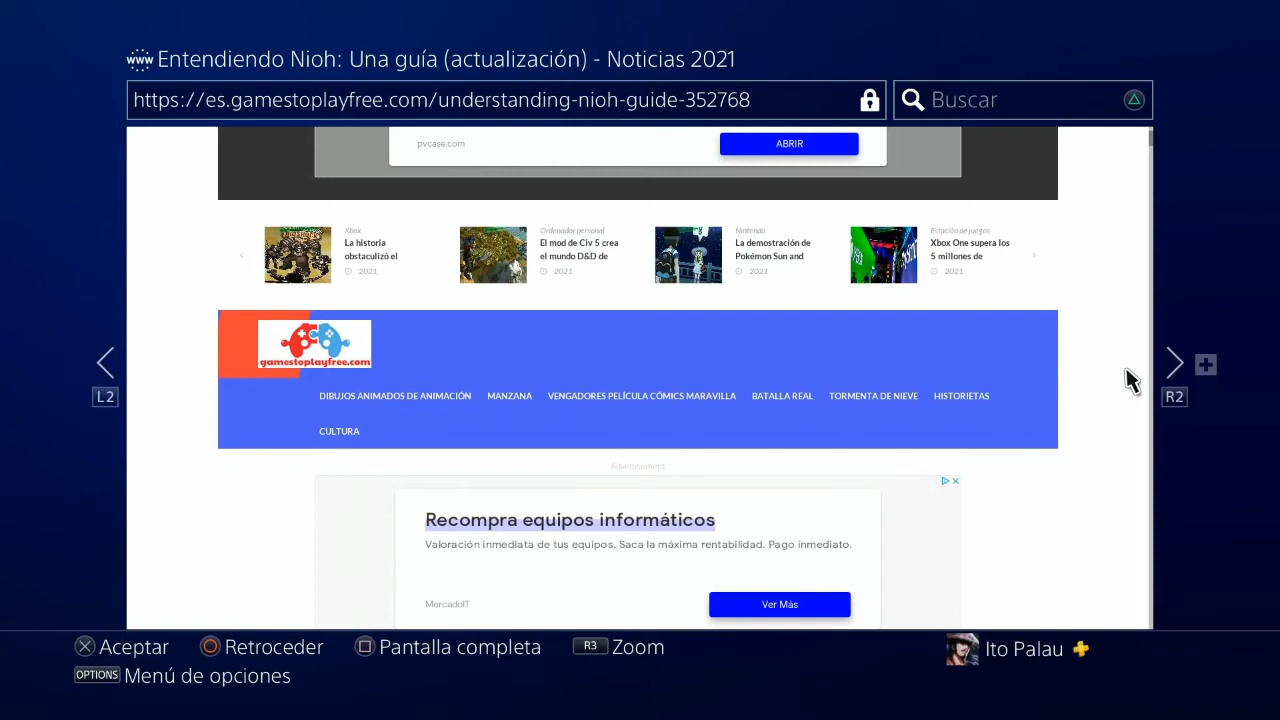 www Entendiendo Nioh: Una guía (actualización) - Noticias 2021
https://es.gamestoplayfree.com/understanding-nioh-guide-352768
Buscar
pvcase.com
ABRIR
Xbox
La historia
obstaculizó el
2021
Ordenador personal
El mod de Civ 5 crea
el mundo D&D de
2021
Nintendo
La demostración de
Pokémon Sun and
2021
Estación de juegos
Xbox One supera los
5 millones de
2021
gamestoplayfree.com
DIBUJOS ANIMADOS DE ANIMACIÓN MANZANA VENGADORES PELÍCULA CÓMICS MARAVILLA BATALLA REAL TORMENTA DE NIEVE HISTORIETAS
CULTURA
Advertisement
Recompra equipos informáticos
Valoración inmediata de tus equipos. Saca la máxima rentabilidad. Pago inmediato.
MercadoIT
Ver Más
L2
R2
Aceptar Retroceder Pantalla completa R3 Zoom
Ito Palau
OPTIONS Menú de opciones